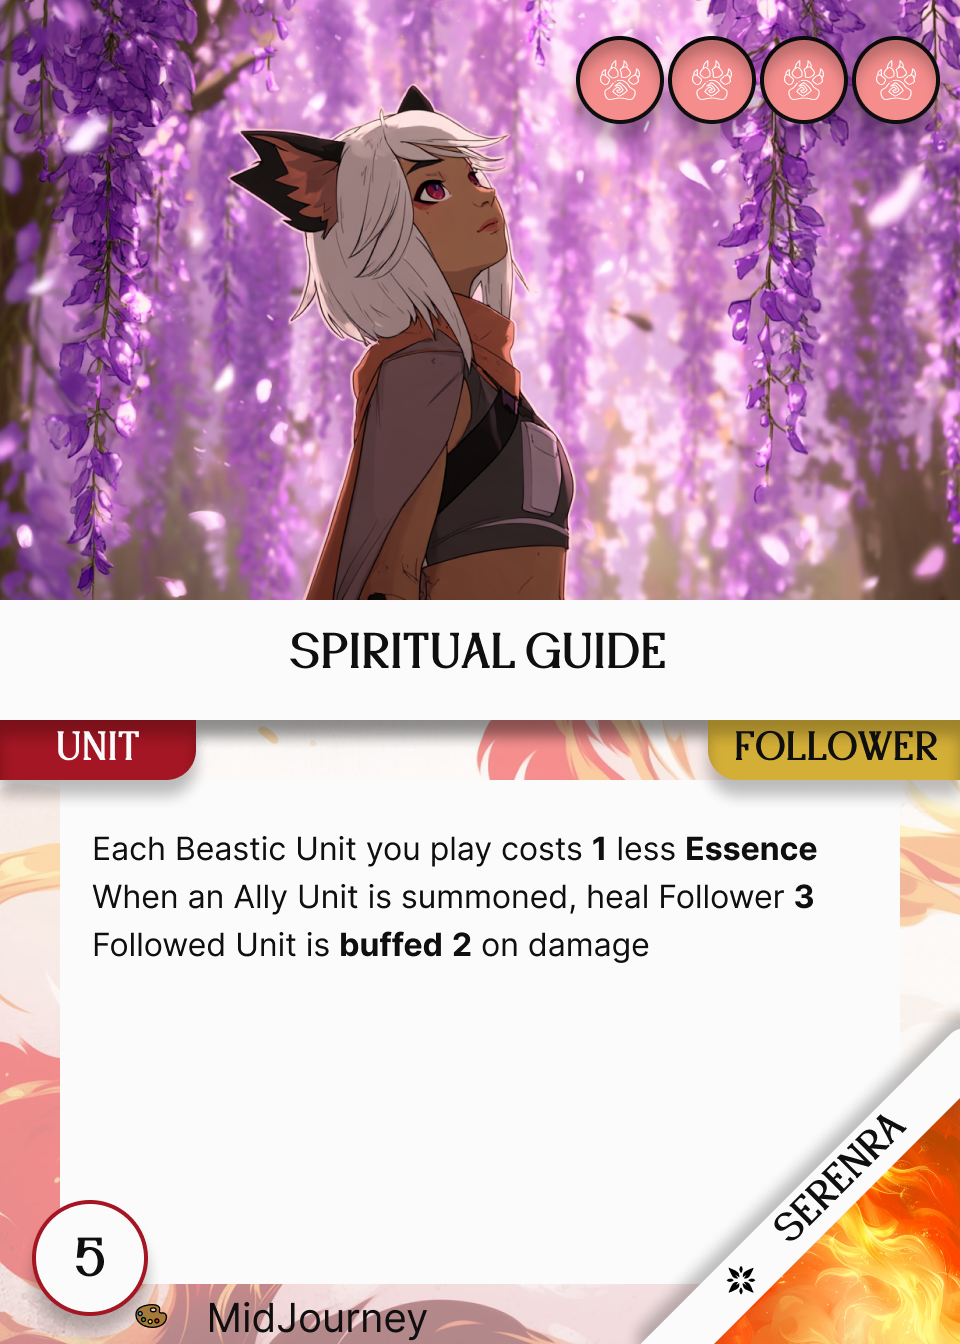 SPIRITUAL GUIDE
UNIT
FOLLOWER
Each Beastic Unit you play costs 1 less Essence
When an Ally Unit is summoned, heal Follower 3
Followed Unit is buffed 2 on damage
SERENRA
5
MidJourney